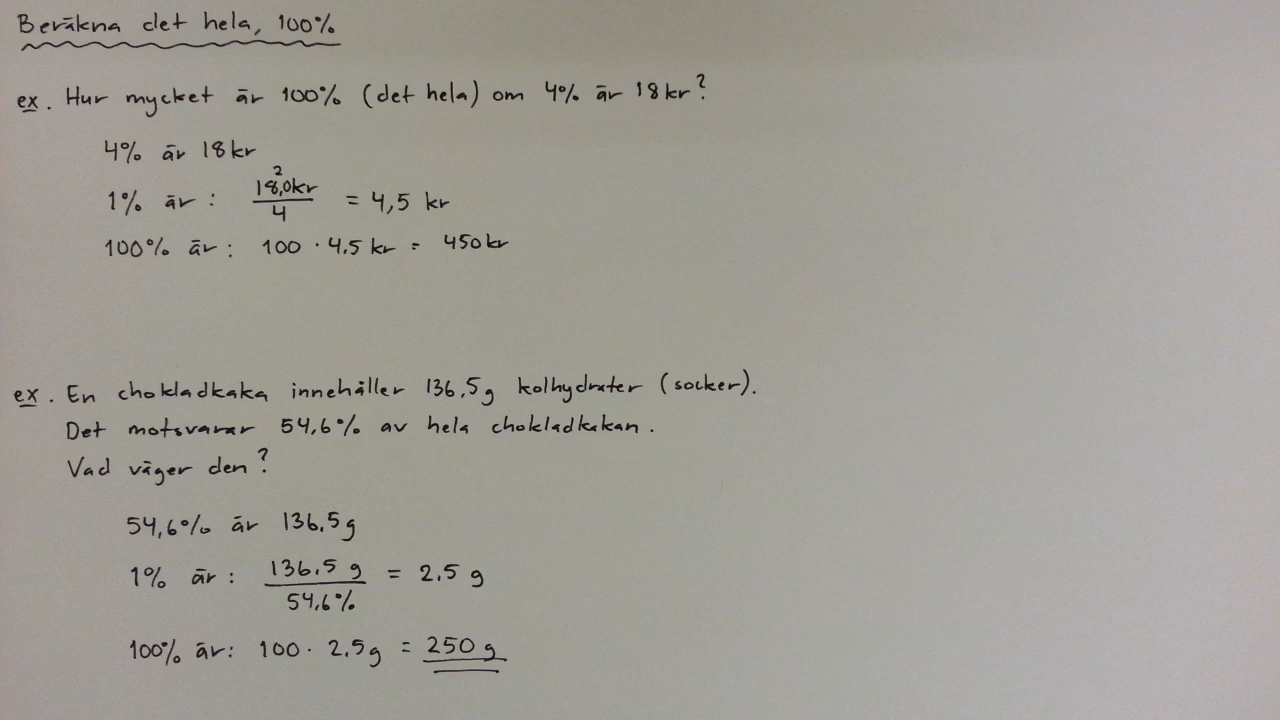 Beräkna det hela, 100%
ex. Hur mycket är 100% (det hela) om 4% är 18kr?
4% är 18kr
1% är: 18,²0kr / 4 = 4,5 kr
100% är: 100 · 4,5 kr = 450kr
ex. En chokladkaka innehåller 136,5g kolhydrater (socker).
Det motsvarar 54,6% av hela chokladkakan.
Vad väger den?
54,6% är 136,5g
1% är: 136,5 g / 54,6% = 2,5 g
100% är: 100 · 2,5g = 250 g